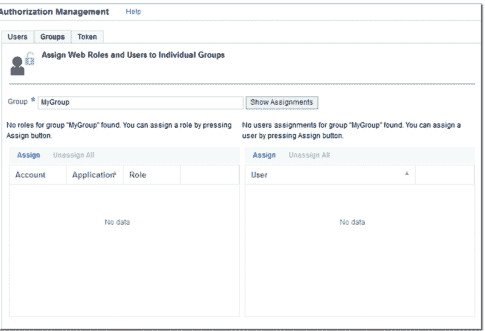 Authorization Management Help
Users Groups Token
Assign Web Roles and Users to Individual Groups
Group * MyGroup Show Assignments
No roles for group "MyGroup" found. You can assign a role by pressing
Assign button.
No users assignments for group "MyGroup" found. You can assign a
user by pressing Assign button.
Assign Unassign All
Account Application Role
No data
Assign Unassign All
User
No data